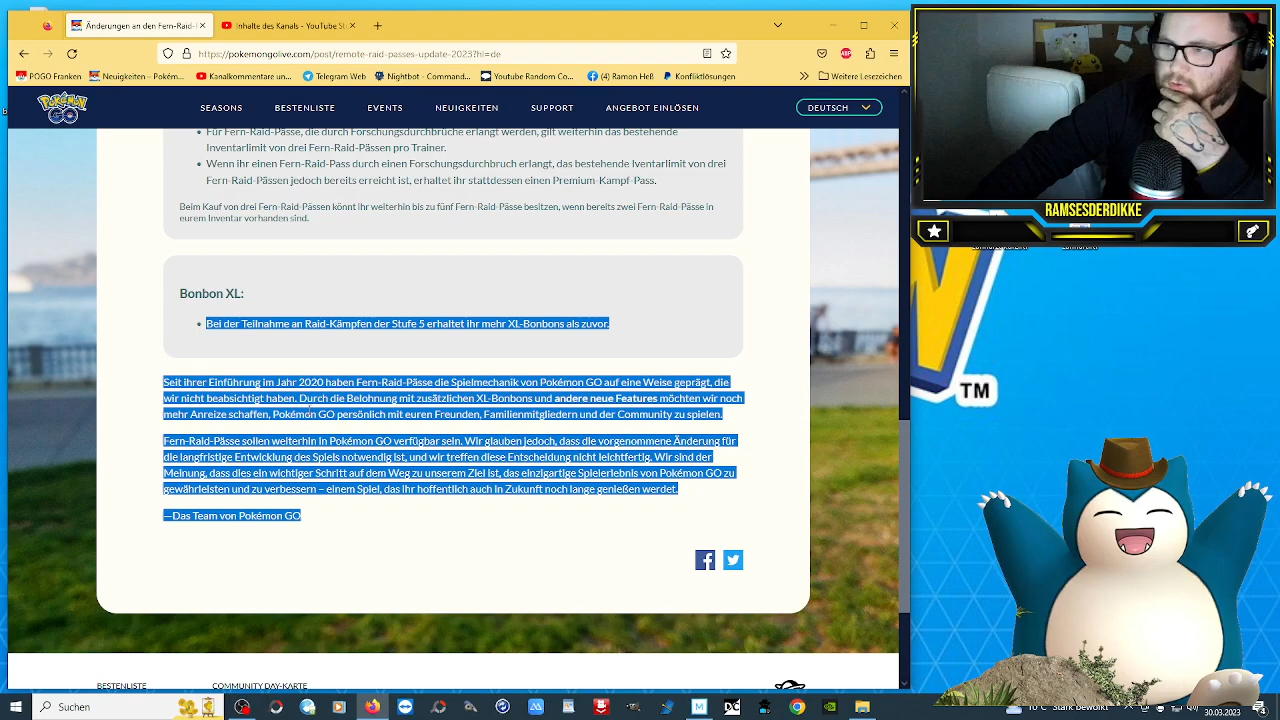 Änderungen an den Fern-Raid-P
Inhalte des Kanals - YouTube St
https://pokemongolive.com/post/remote-raid-passes-update-2023?hl=de
POGO Franken
Neuigkeiten – Pokém...
Kanalkommentare un...
Telegram Web
Nightbot - Comman...
Youtube Random Co...
(4) Ramon Heß
Konfliktlösungen
Weitere Lesezeichen
POKÉMON GO
SEASONS
BESTENLISTE
EVENTS
NEUIGKEITEN
SUPPORT
ANGEBOT EINLÖSEN
DEUTSCH
Für Fern-Raid-Pässe, die durch Forschungsdurchbrüche erlangt werden, gilt weiterhin das bestehende
Inventarlimit von drei Fern-Raid-Pässen pro Trainer.
Wenn ihr einen Fern-Raid-Pass durch einen Forschungsdurchbruch erlangt, das bestehende Iventarlimit von drei
Fern-Raid-Pässen jedoch bereits erreicht ist, erhaltet ihr stattdessen einen Premium-Kampf-Pass.
Beim Kauf von drei Fern-Raid-Pässen könnt ihr weiterhin bis zu fünf Fern-Raid-Pässe besitzen, wenn bereits zwei Fern-Raid-Pässe in
eurem Inventar vorhanden sind.
Bonbon XL:
Bei der Teilnahme an Raid-Kämpfen der Stufe 5 erhaltet ihr mehr XL-Bonbons als zuvor.
Seit ihrer Einführung im Jahr 2020 haben Fern-Raid-Pässe die Spielmechanik von Pokémon GO auf eine Weise geprägt, die
wir nicht beabsichtigt haben. Durch die Belohnung mit zusätzlichen XL-Bonbons und andere neue Features möchten wir noch
mehr Anreize schaffen, Pokémon GO persönlich mit euren Freunden, Familienmitgliedern und der Community zu spielen.
Fern-Raid-Pässe sollen weiterhin in Pokémon GO verfügbar sein. Wir glauben jedoch, dass die vorgenommene Änderung für
die langfristige Entwicklung des Spiels notwendig ist, und wir treffen diese Entscheidung nicht leichtfertig. Wir sind der
Meinung, dass dies ein wichtiger Schritt auf dem Weg zu unserem Ziel ist, das einzigartige Spielerlebnis von Pokémon GO zu
gewährleisten und zu verbessern – einem Spiel, das ihr hoffentlich auch in Zukunft noch lange genießen werdet.
—Das Team von Pokémon GO
BESTENLISTE
COMMUNITY DAY-KARTE
RAMSESDERDIKKE
TM
Suchen
10°C Stark bewölkt
30.03.2023